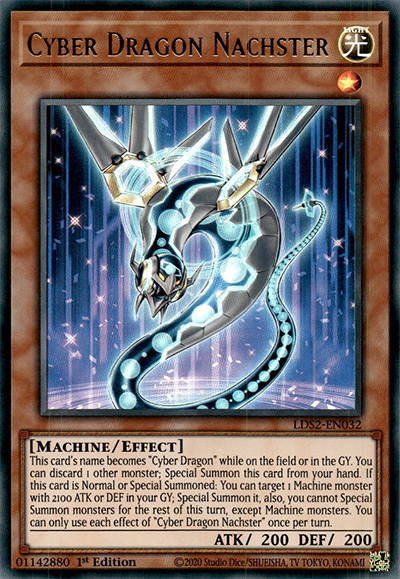 CYBER DRAGON NACHSTER
LIGHT
光
LDS2-EN032
[MACHINE/EFFECT]
This card's name becomes "Cyber Dragon" while on the field or in the GY. You
can discard 1 other monster; Special Summon this card from your hand. If
this card is Normal or Special Summoned: You can target 1 Machine monster
with 2100 ATK or DEF in your GY; Special Summon it, also, you cannot Special
Summon monsters for the rest of this turn, except Machine monsters. You can
only use each effect of "Cyber Dragon Nachster" once per turn.
ATK/ 200 DEF/ 200
01142880 1st Edition ©2020 Studio Dice/SHUEISHA, TV TOKYO, KONAMI